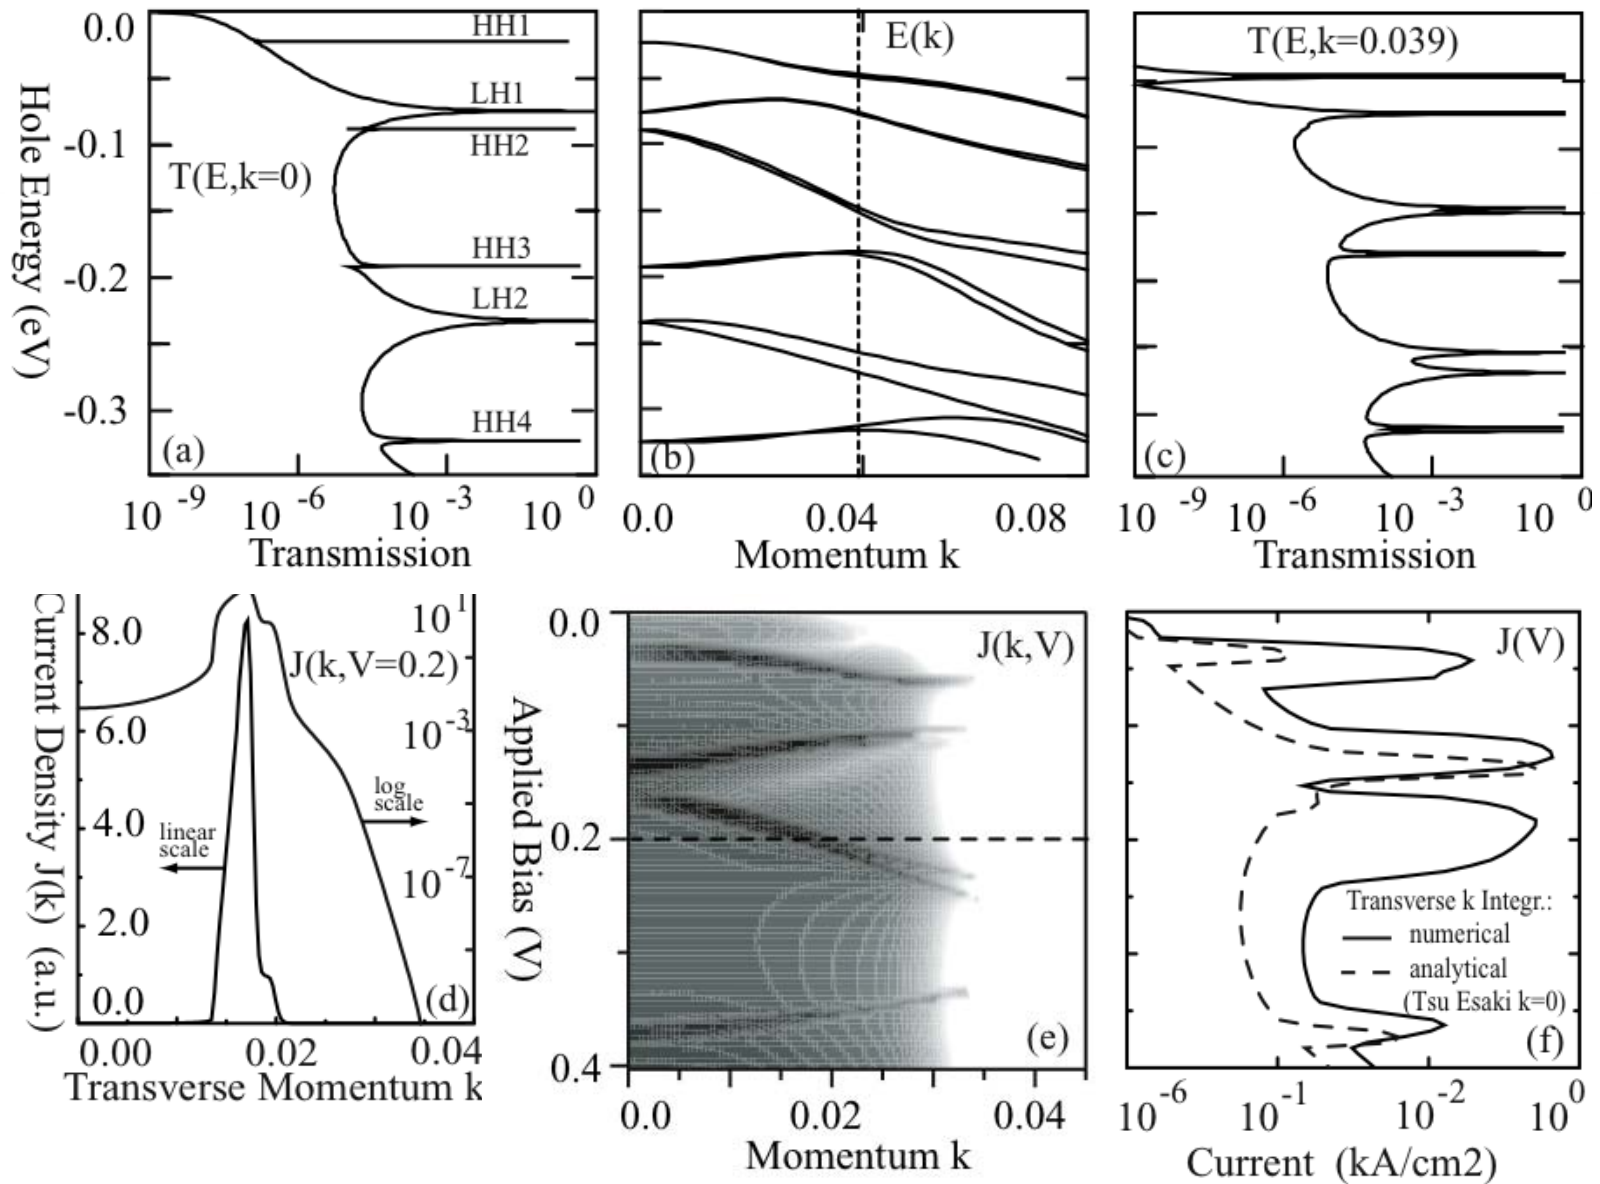 0.0
-0.1
-0.2
-0.3
Hole Energy (eV)
HH1
LH1
HH2
T(E,k=0)
HH3
LH2
HH4
(a)
10 -9 10 -6 10 -3 10 0
Transmission
E(k)
(b)
0.0 0.04 0.08
Momentum k
T(E,k=0.039)
(c)
10 -9 10 -6 10 -3 10 0
Transmission
Current Density J(k) (a.u.)
8.0
6.0
4.0
2.0
0.0
10 1
J(k,V=0.2)
10 -3
log
scale
linear
scale
10 -7
(d)
0.00 0.02 0.04
Transverse Momentum k
Applied Bias (V)
0.0
0.2
0.4
J(k,V)
(e)
0.0 0.02 0.04
Momentum k
J(V)
Transverse k Integr.:
numerical
analytical
(Tsu Esaki k=0)
(f)
10 -6 10 -1 10 -2 10 0
Current (kA/cm2)